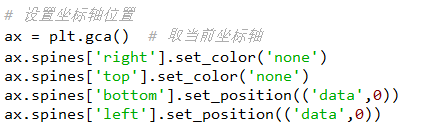 # 设置坐标轴位置
ax = plt.gca()  # 取当前坐标轴
ax.spines['right'].set_color('none')
ax.spines['top'].set_color('none')
ax.spines['bottom'].set_position(('data',0))
ax.spines['left'].set_position(('data',0))